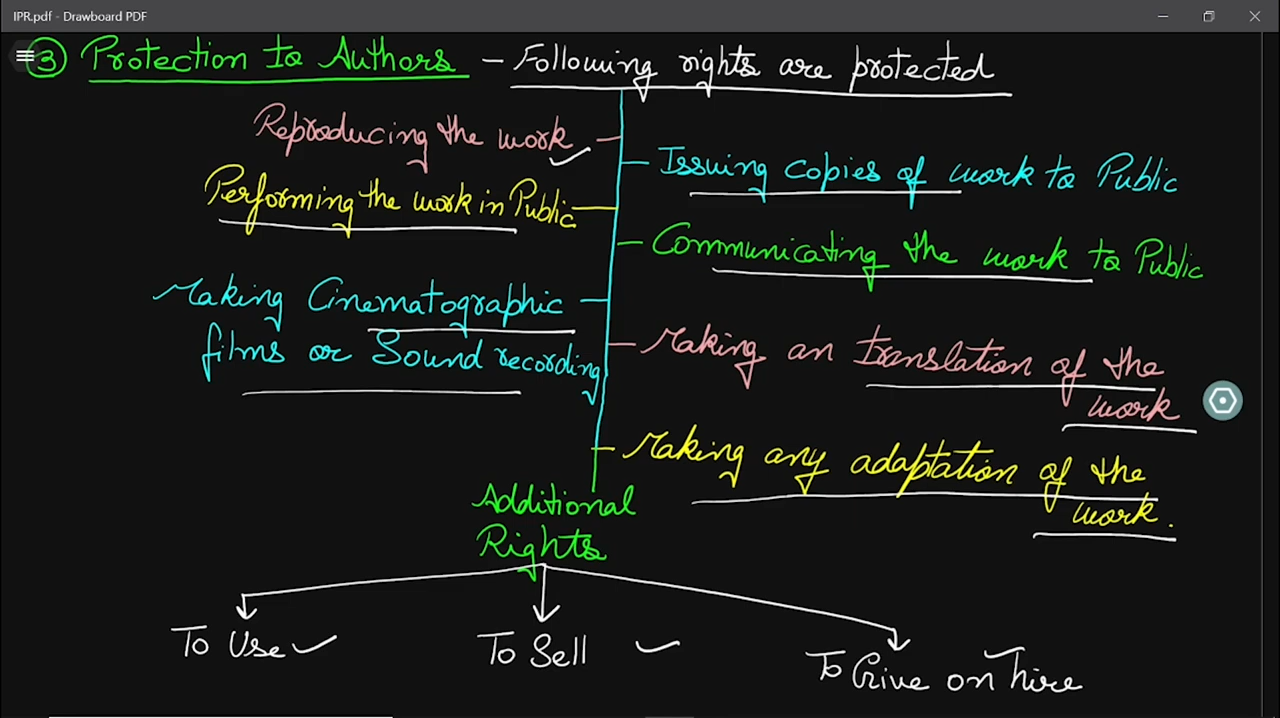 IPR.pdf - Drawboard PDF
③ Protection to Authors - Following rights are protected
Reproducing the work
Issuing copies of work to Public
Performing the work in Public
Communicating the work to Public
Making Cinematographic
films or Sound recording
Making an translation of the
work
Making any adaptation of the
work.
Additional
Rights
To Use
To Sell
To Give on hire